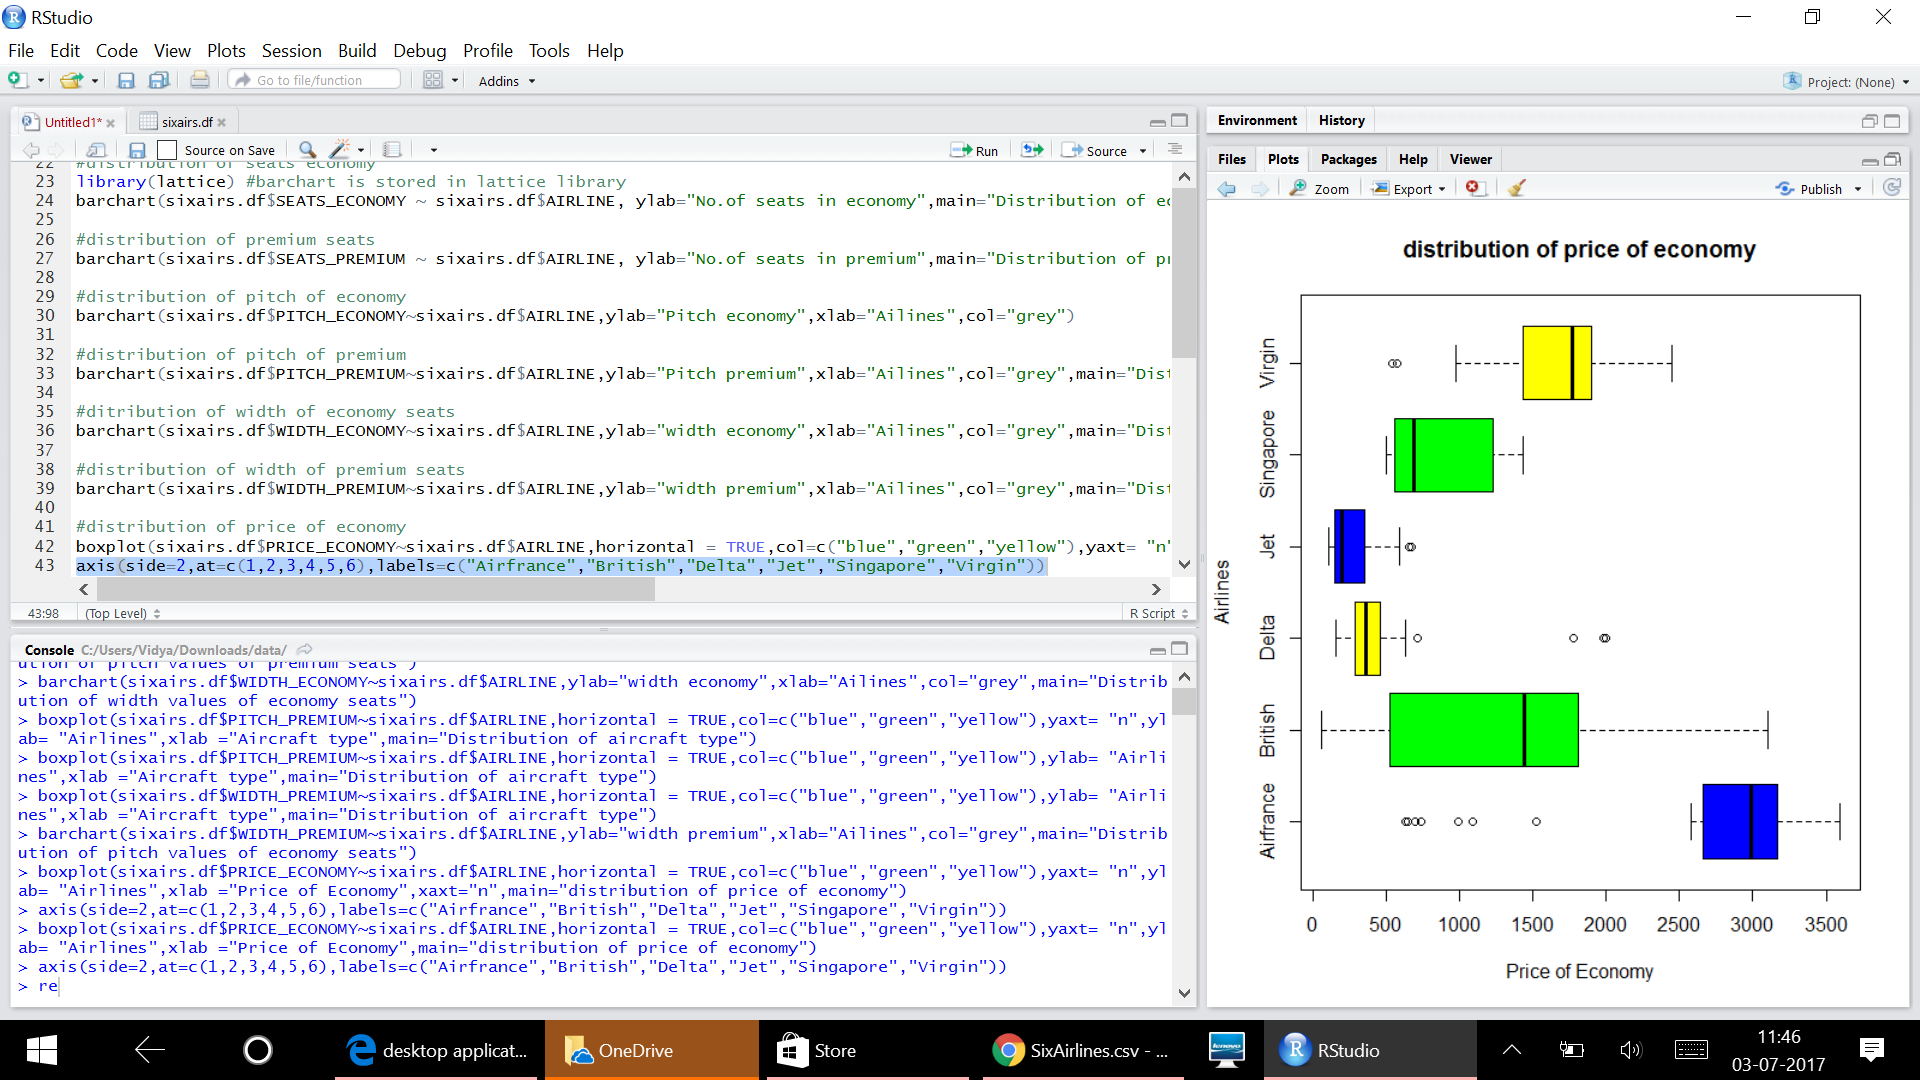 RStudio
File Edit Code View Plots Session Build Debug Profile Tools Help
Go to file/function Addins Project: (None)
Untitled1* sixairs.df
Source on Save Run Source
22 #distribution of seats economy
23 library(lattice) #barchart is stored in lattice library
24 barchart(sixairs.df$SEATS_ECONOMY ~ sixairs.df$AIRLINE, ylab="No.of seats in economy",main="Distribution of ec
25
26 #distribution of premium seats
27 barchart(sixairs.df$SEATS_PREMIUM ~ sixairs.df$AIRLINE, ylab="No.of seats in premium",main="Distribution of pr
28
29 #distribution of pitch of economy
30 barchart(sixairs.df$PITCH_ECONOMY~sixairs.df$AIRLINE,ylab="Pitch economy",xlab="Ailines",col="grey")
31
32 #distribution of pitch of premium
33 barchart(sixairs.df$PITCH_PREMIUM~sixairs.df$AIRLINE,ylab="Pitch premium",xlab="Ailines",col="grey",main="Dist
34
35 #ditribution of width of economy seats
36 barchart(sixairs.df$WIDTH_ECONOMY~sixairs.df$AIRLINE,ylab="width economy",xlab="Ailines",col="grey",main="Dist
37
38 #distribution of width of premium seats
39 barchart(sixairs.df$WIDTH_PREMIUM~sixairs.df$AIRLINE,ylab="width premium",xlab="Ailines",col="grey",main="Dist
40
41 #distribution of price of economy
42 boxplot(sixairs.df$PRICE_ECONOMY~sixairs.df$AIRLINE,horizontal = TRUE,col=c("blue","green","yellow"),yaxt= "n"
43 axis(side=2,at=c(1,2,3,4,5,6),labels=c("Airfrance","British","Delta","Jet","Singapore","Virgin"))
43:98 (Top Level) R Script
Console C:/Users/Vidya/Downloads/data/
ution of pitch values of premium seats")
> barchart(sixairs.df$WIDTH_ECONOMY~sixairs.df$AIRLINE,ylab="width economy",xlab="Ailines",col="grey",main="Distrib
ution of width values of economy seats")
> boxplot(sixairs.df$PITCH_PREMIUM~sixairs.df$AIRLINE,horizontal = TRUE,col=c("blue","green","yellow"),yaxt= "n",yl
ab= "Airlines",xlab ="Aircraft type",main="Distribution of aircraft type")
> boxplot(sixairs.df$PITCH_PREMIUM~sixairs.df$AIRLINE,horizontal = TRUE,col=c("blue","green","yellow"),ylab= "Airli
nes",xlab ="Aircraft type",main="Distribution of aircraft type")
> boxplot(sixairs.df$WIDTH_PREMIUM~sixairs.df$AIRLINE,horizontal = TRUE,col=c("blue","green","yellow"),ylab= "Airli
nes",xlab ="Aircraft type",main="Distribution of aircraft type")
> barchart(sixairs.df$WIDTH_PREMIUM~sixairs.df$AIRLINE,ylab="width premium",xlab="Ailines",col="grey",main="Distrib
ution of pitch values of economy seats")
> boxplot(sixairs.df$PRICE_ECONOMY~sixairs.df$AIRLINE,horizontal = TRUE,col=c("blue","green","yellow"),yaxt= "n",yl
ab= "Airlines",xlab ="Price of Economy",xaxt="n",main="distribution of price of economy")
> axis(side=2,at=c(1,2,3,4,5,6),labels=c("Airfrance","British","Delta","Jet","Singapore","Virgin"))
> boxplot(sixairs.df$PRICE_ECONOMY~sixairs.df$AIRLINE,horizontal = TRUE,col=c("blue","green","yellow"),yaxt= "n",yl
ab= "Airlines",xlab ="Price of Economy",main="distribution of price of economy")
> axis(side=2,at=c(1,2,3,4,5,6),labels=c("Airfrance","British","Delta","Jet","Singapore","Virgin"))
> re
Environment History
Files Plots Packages Help Viewer
Zoom Export Publish
distribution of price of economy
Virgin
Singapore
Jet
Delta
British
Airfrance
Airlines
0 500 1000 1500 2000 2500 3000 3500
Price of Economy
desktop applicat... OneDrive Store SixAirlines.csv - ... lenovo RStudio
11:46
03-07-2017